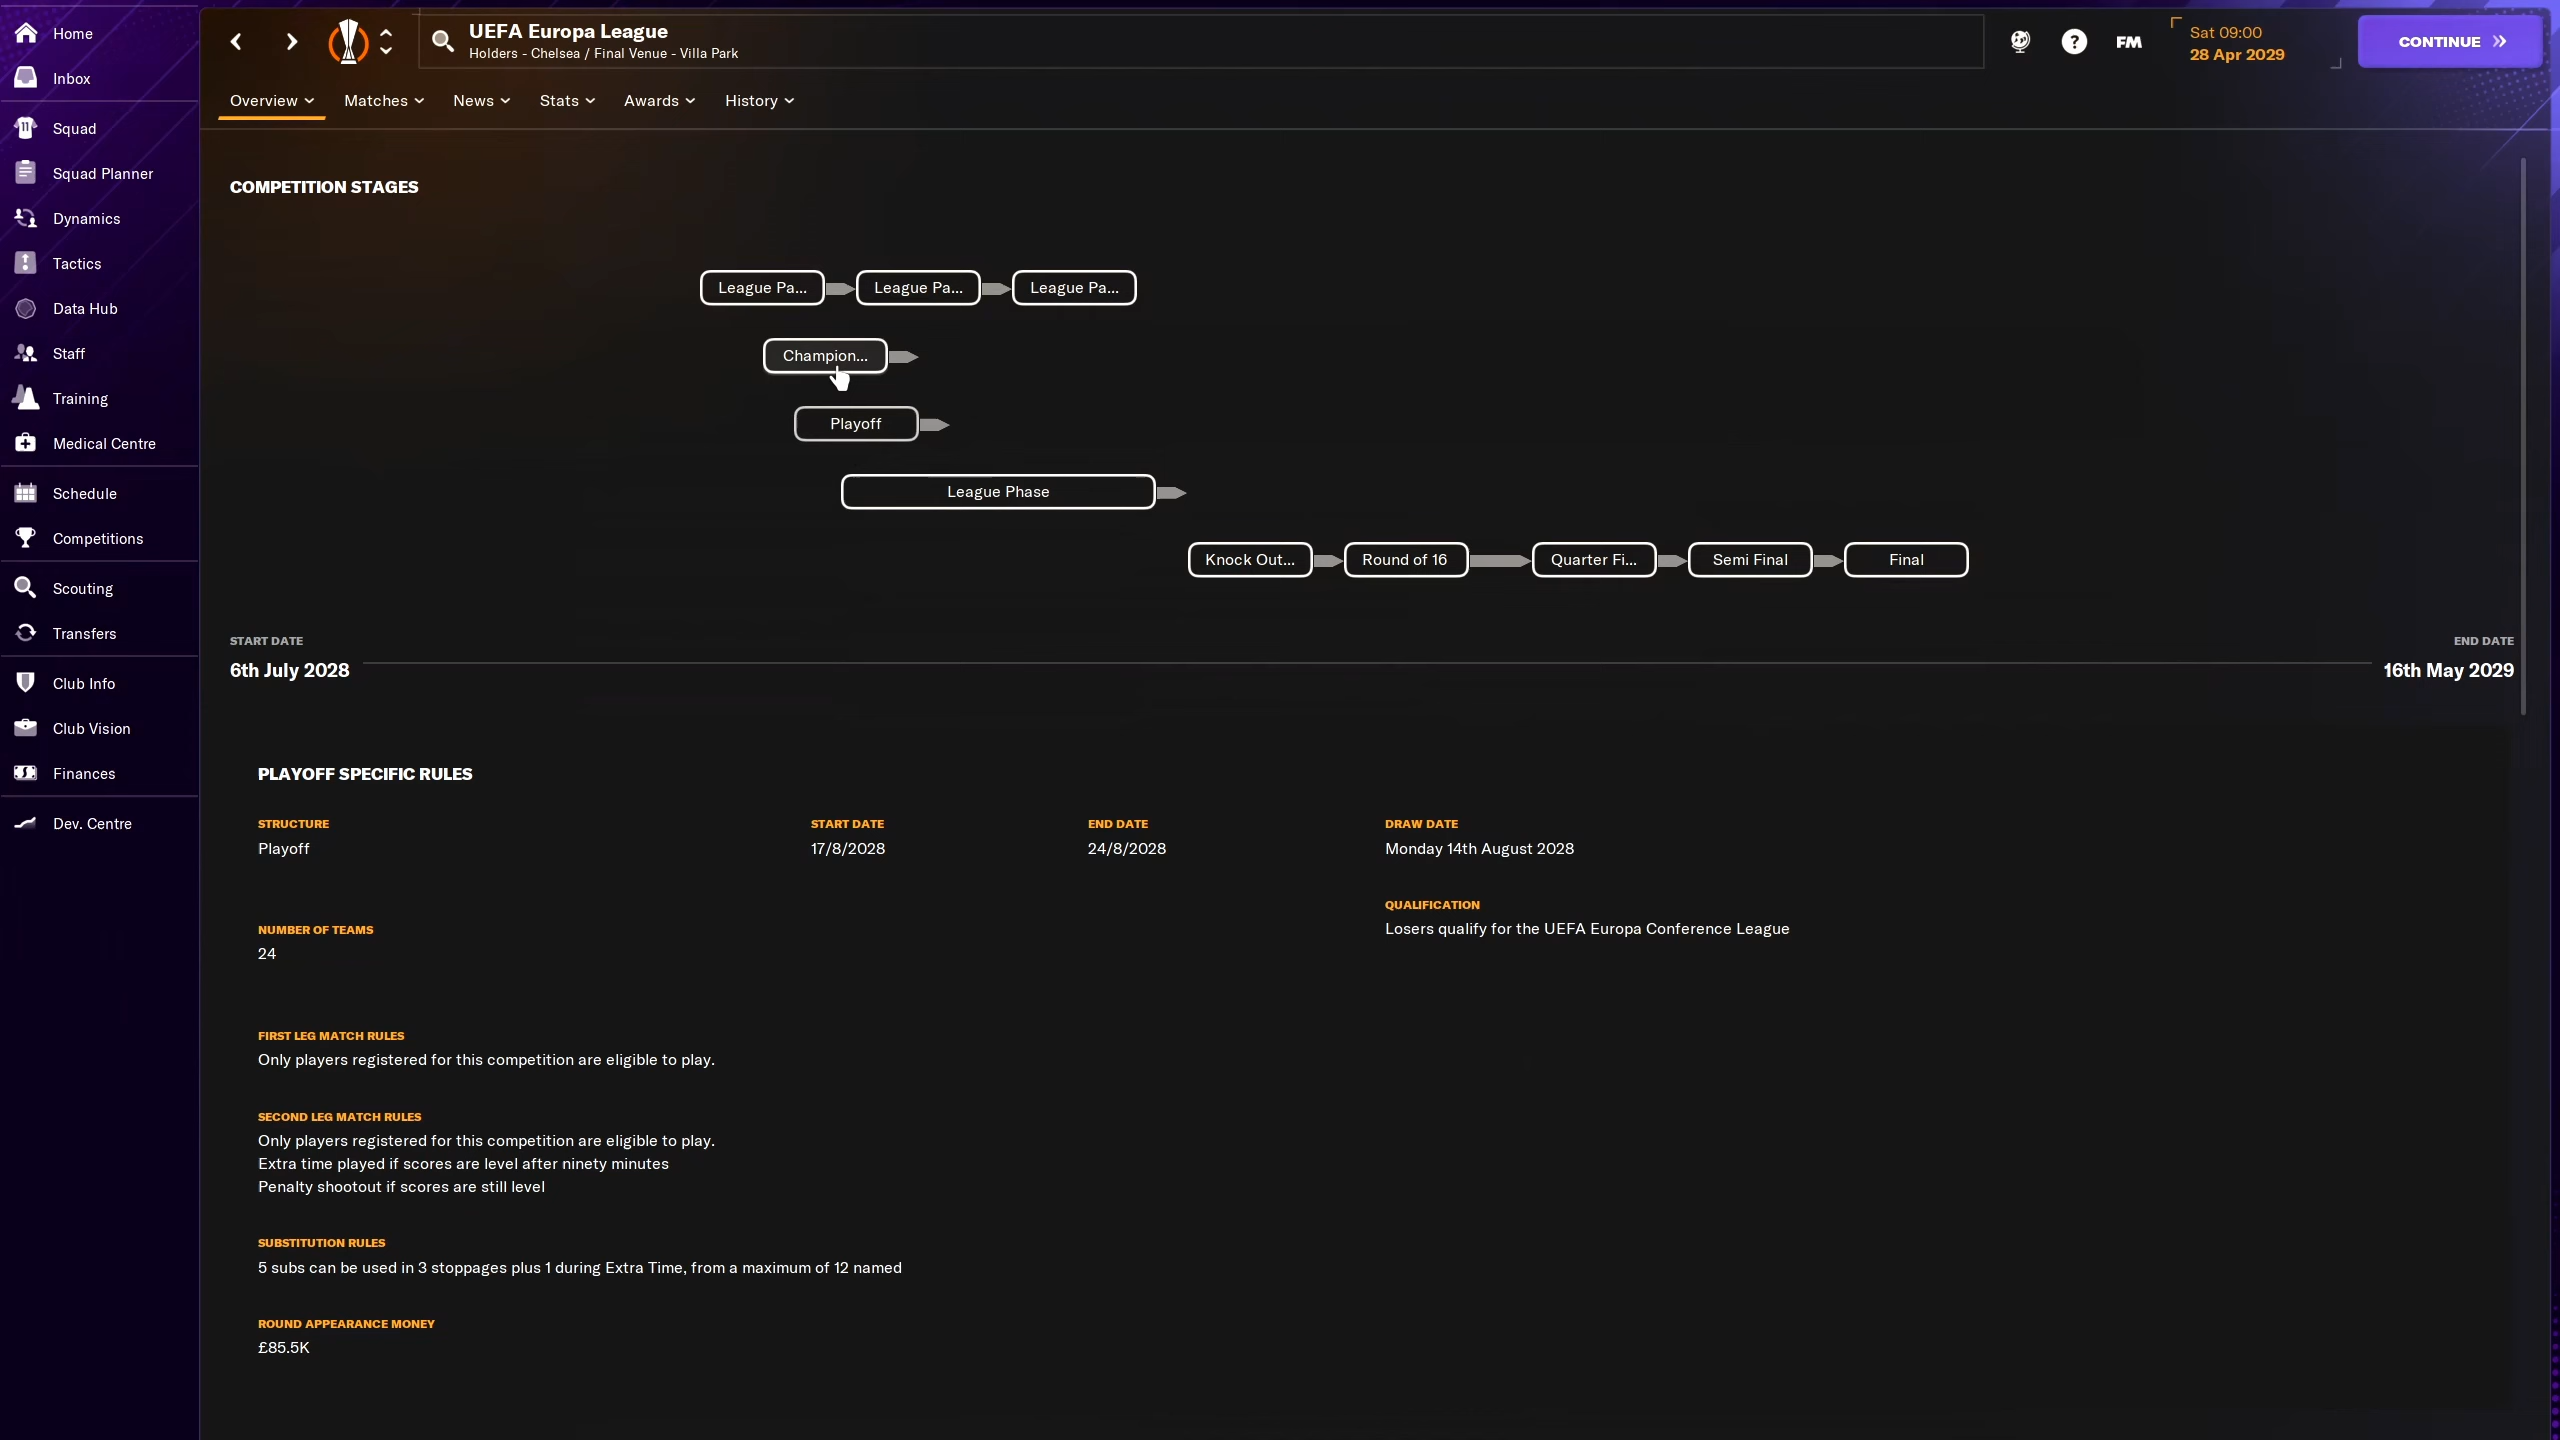 Home
Inbox
Squad
Squad Planner
Dynamics
Tactics
Data Hub
Staff
Training
Medical Centre
Schedule
Competitions
Scouting
Transfers
Club Info
Club Vision
Finances
Dev. Centre
UEFA Europa League
Holders - Chelsea / Final Venue - Villa Park
FM
Sat 09:00
28 Apr 2029
CONTINUE
Overview
Matches
News
Stats
Awards
History
COMPETITION STAGES
League Pa...
League Pa...
League Pa...
Champion...
Playoff
League Phase
Knock Out...
Round of 16
Quarter Fi...
Semi Final
Final
START DATE
6th July 2028
END DATE
16th May 2029
PLAYOFF SPECIFIC RULES
STRUCTURE
Playoff
START DATE
17/8/2028
END DATE
24/8/2028
DRAW DATE
Monday 14th August 2028
QUALIFICATION
Losers qualify for the UEFA Europa Conference League
NUMBER OF TEAMS
24
FIRST LEG MATCH RULES
Only players registered for this competition are eligible to play.
SECOND LEG MATCH RULES
Only players registered for this competition are eligible to play.
Extra time played if scores are level after ninety minutes
Penalty shootout if scores are still level
SUBSTITUTION RULES
5 subs can be used in 3 stoppages plus 1 during Extra Time, from a maximum of 12 named
ROUND APPEARANCE MONEY
£85.5K